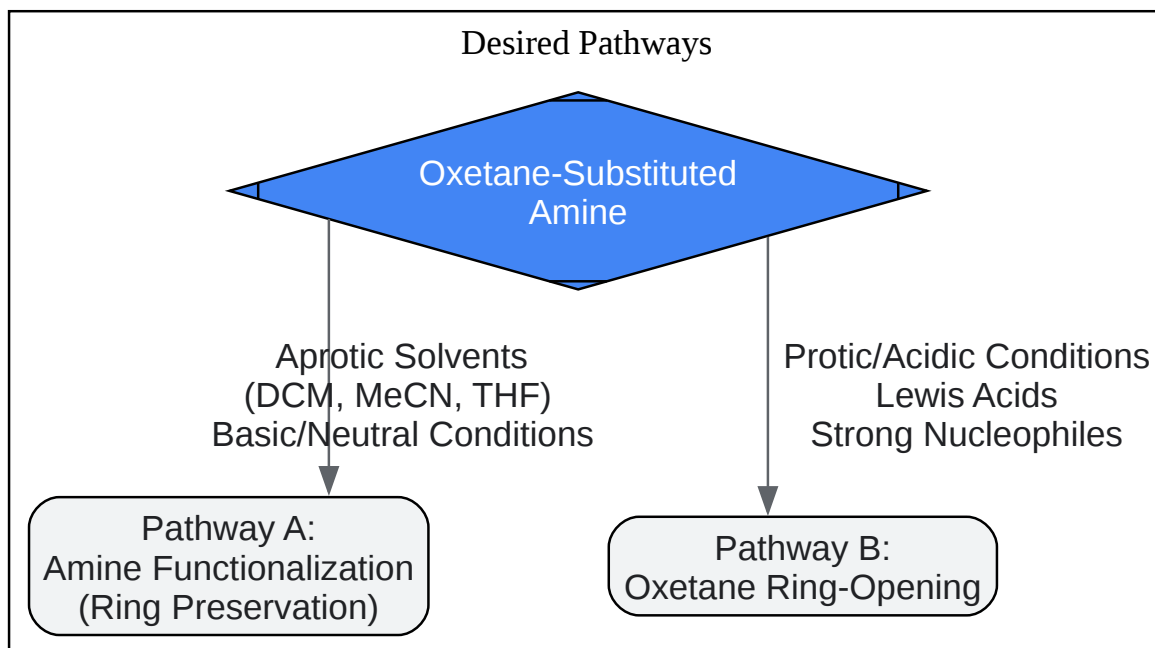 Desired Pathways
Oxetane-Substituted
Amine
Aprotic Solvents
(DCM, MeCN, THF)
Basic/Neutral Conditions
Protic/Acidic Conditions
Lewis Acids
Strong Nucleophiles
Pathway A:
Amine Functionalization
(Ring Preservation)
Pathway B:
Oxetane Ring-Opening